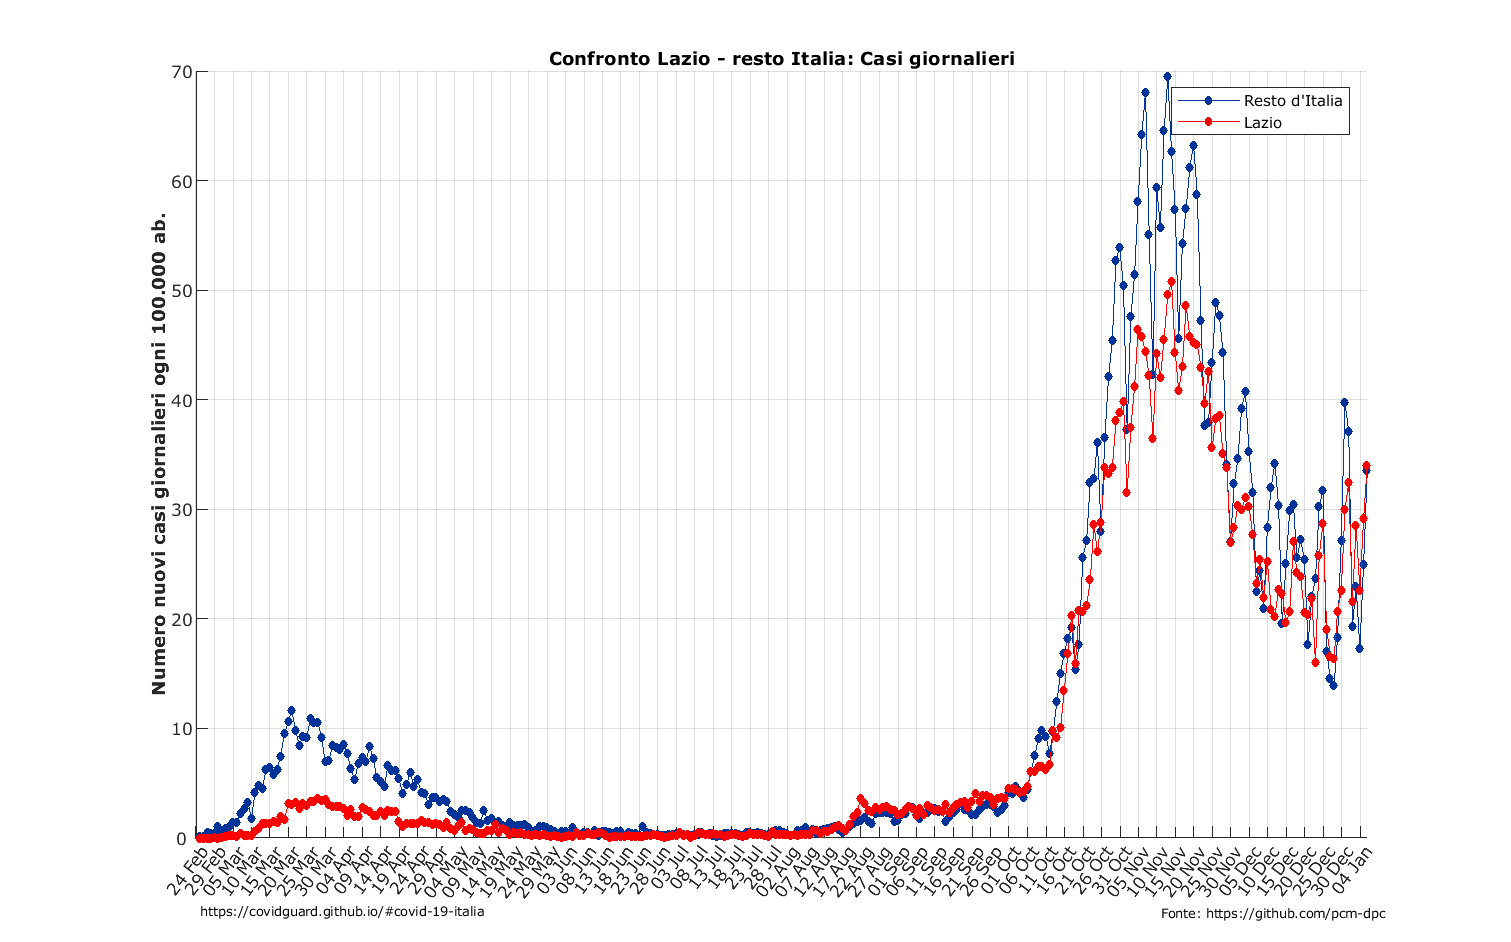 Confronto Lazio - resto Italia: Casi giornalieri
Numero nuovi casi giornalieri ogni 100.000 ab.
70
60
50
40
30
20
10
0
Resto d'Italia
Lazio
24 Feb
29 Feb
05 Mar
10 Mar
15 Mar
20 Mar
25 Mar
30 Mar
04 Apr
09 Apr
14 Apr
19 Apr
24 Apr
29 Apr
04 May
09 May
14 May
19 May
24 May
29 May
03 Jun
08 Jun
13 Jun
18 Jun
23 Jun
28 Jun
03 Jul
08 Jul
13 Jul
18 Jul
23 Jul
28 Jul
02 Aug
07 Aug
12 Aug
17 Aug
22 Aug
27 Aug
01 Sep
06 Sep
11 Sep
16 Sep
21 Sep
26 Sep
01 Oct
06 Oct
11 Oct
16 Oct
21 Oct
26 Oct
31 Oct
05 Nov
10 Nov
15 Nov
20 Nov
25 Nov
30 Nov
05 Dec
10 Dec
15 Dec
20 Dec
25 Dec
30 Dec
04 Jan
https://covidguard.github.io/#covid-19-italia
Fonte: https://github.com/pcm-dpc